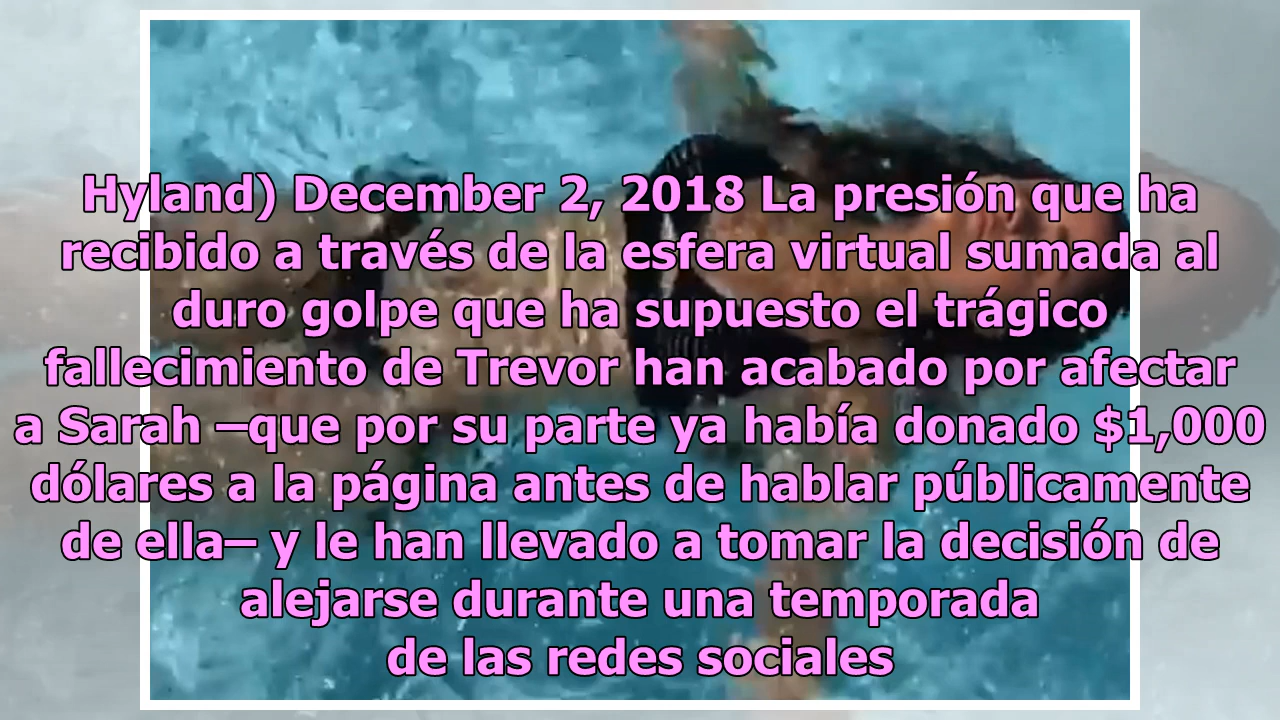 Hyland) December 2, 2018 La presión que ha
recibido a través de la esfera virtual sumada al
duro golpe que ha supuesto el trágico
fallecimiento de Trevor han acabado por afectar
a Sarah –que por su parte ya había donado $1,000
dólares a la página antes de hablar públicamente
de ella– y le han llevado a tomar la decisión de
alejarse durante una temporada
de las redes sociales